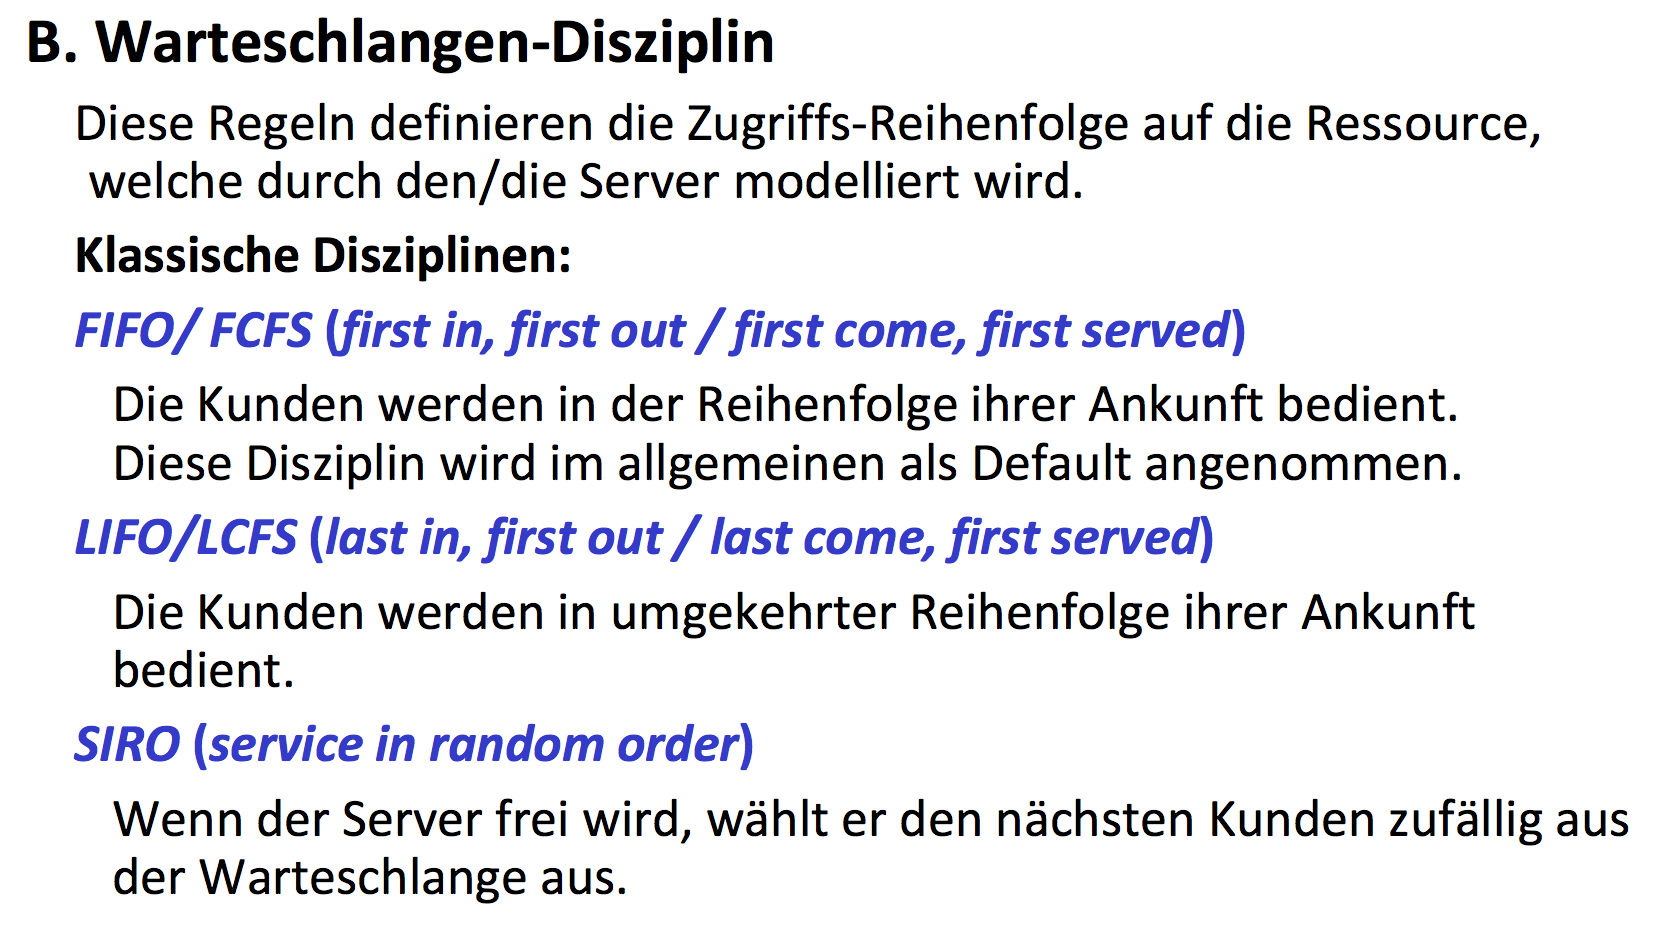 B. Warteschlangen-Disziplin
Diese Regeln definieren die Zugriffs-Reihenfolge auf die Ressource,
welche durch den/die Server modelliert wird.
Klassische Disziplinen:
FIFO/ FCFS (first in, first out / first come, first served)
Die Kunden werden in der Reihenfolge ihrer Ankunft bedient.
Diese Disziplin wird im allgemeinen als Default angenommen.
LIFO/LCFS (last in, first out / last come, first served)
Die Kunden werden in umgekehrter Reihenfolge ihrer Ankunft
bedient.
SIRO (service in random order)
Wenn der Server frei wird, wählt er den nächsten Kunden zufällig aus
der Warteschlange aus.